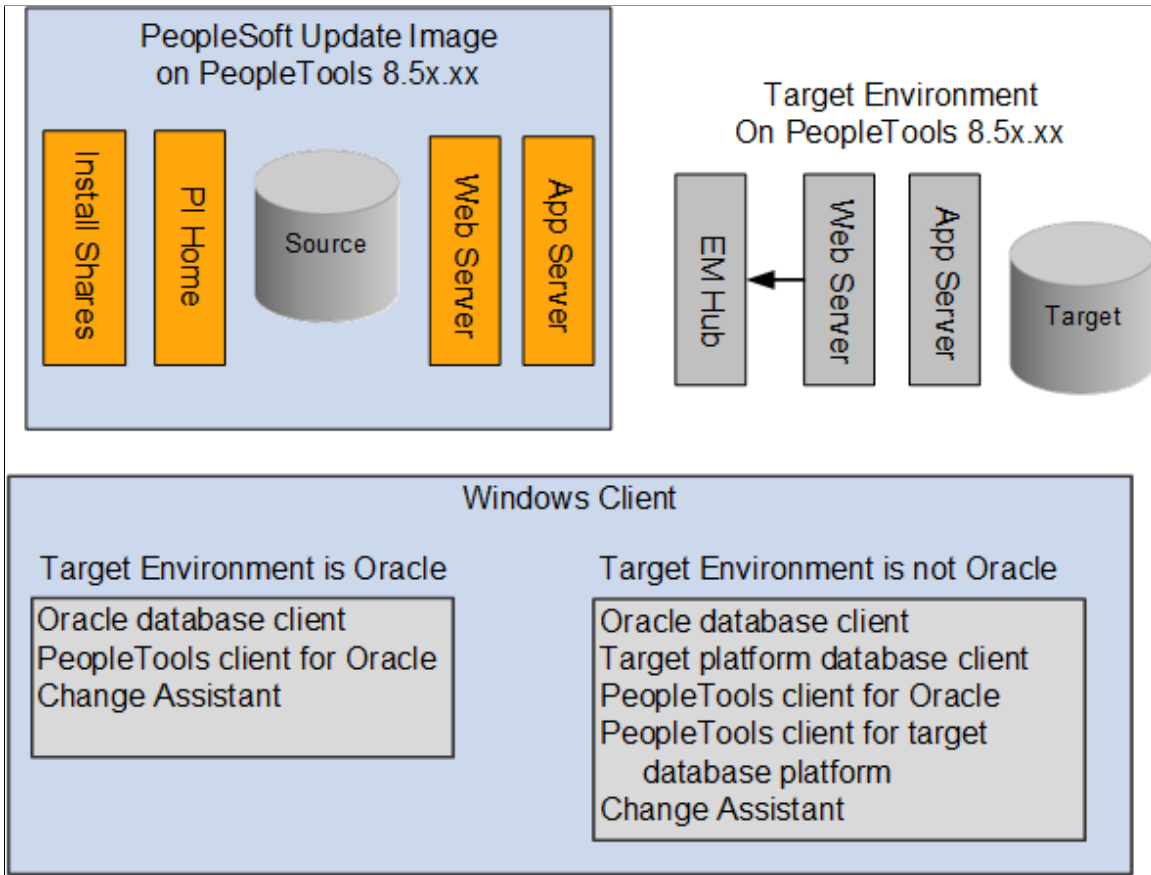 PeopleSoft Update Image
on PeopleTools 8.5x.xx
Install Shares
PI Home
Source
Web Server
App Server
Target Environment
On PeopleTools 8.5x.xx
EM Hub
Web Server
App Server
Target
Windows Client
Target Environment is Oracle
Oracle database client
PeopleTools client for Oracle
Change Assistant
Target Environment is not Oracle
Oracle database client
Target platform database client
PeopleTools client for Oracle
PeopleTools client for target
database platform
Change Assistant